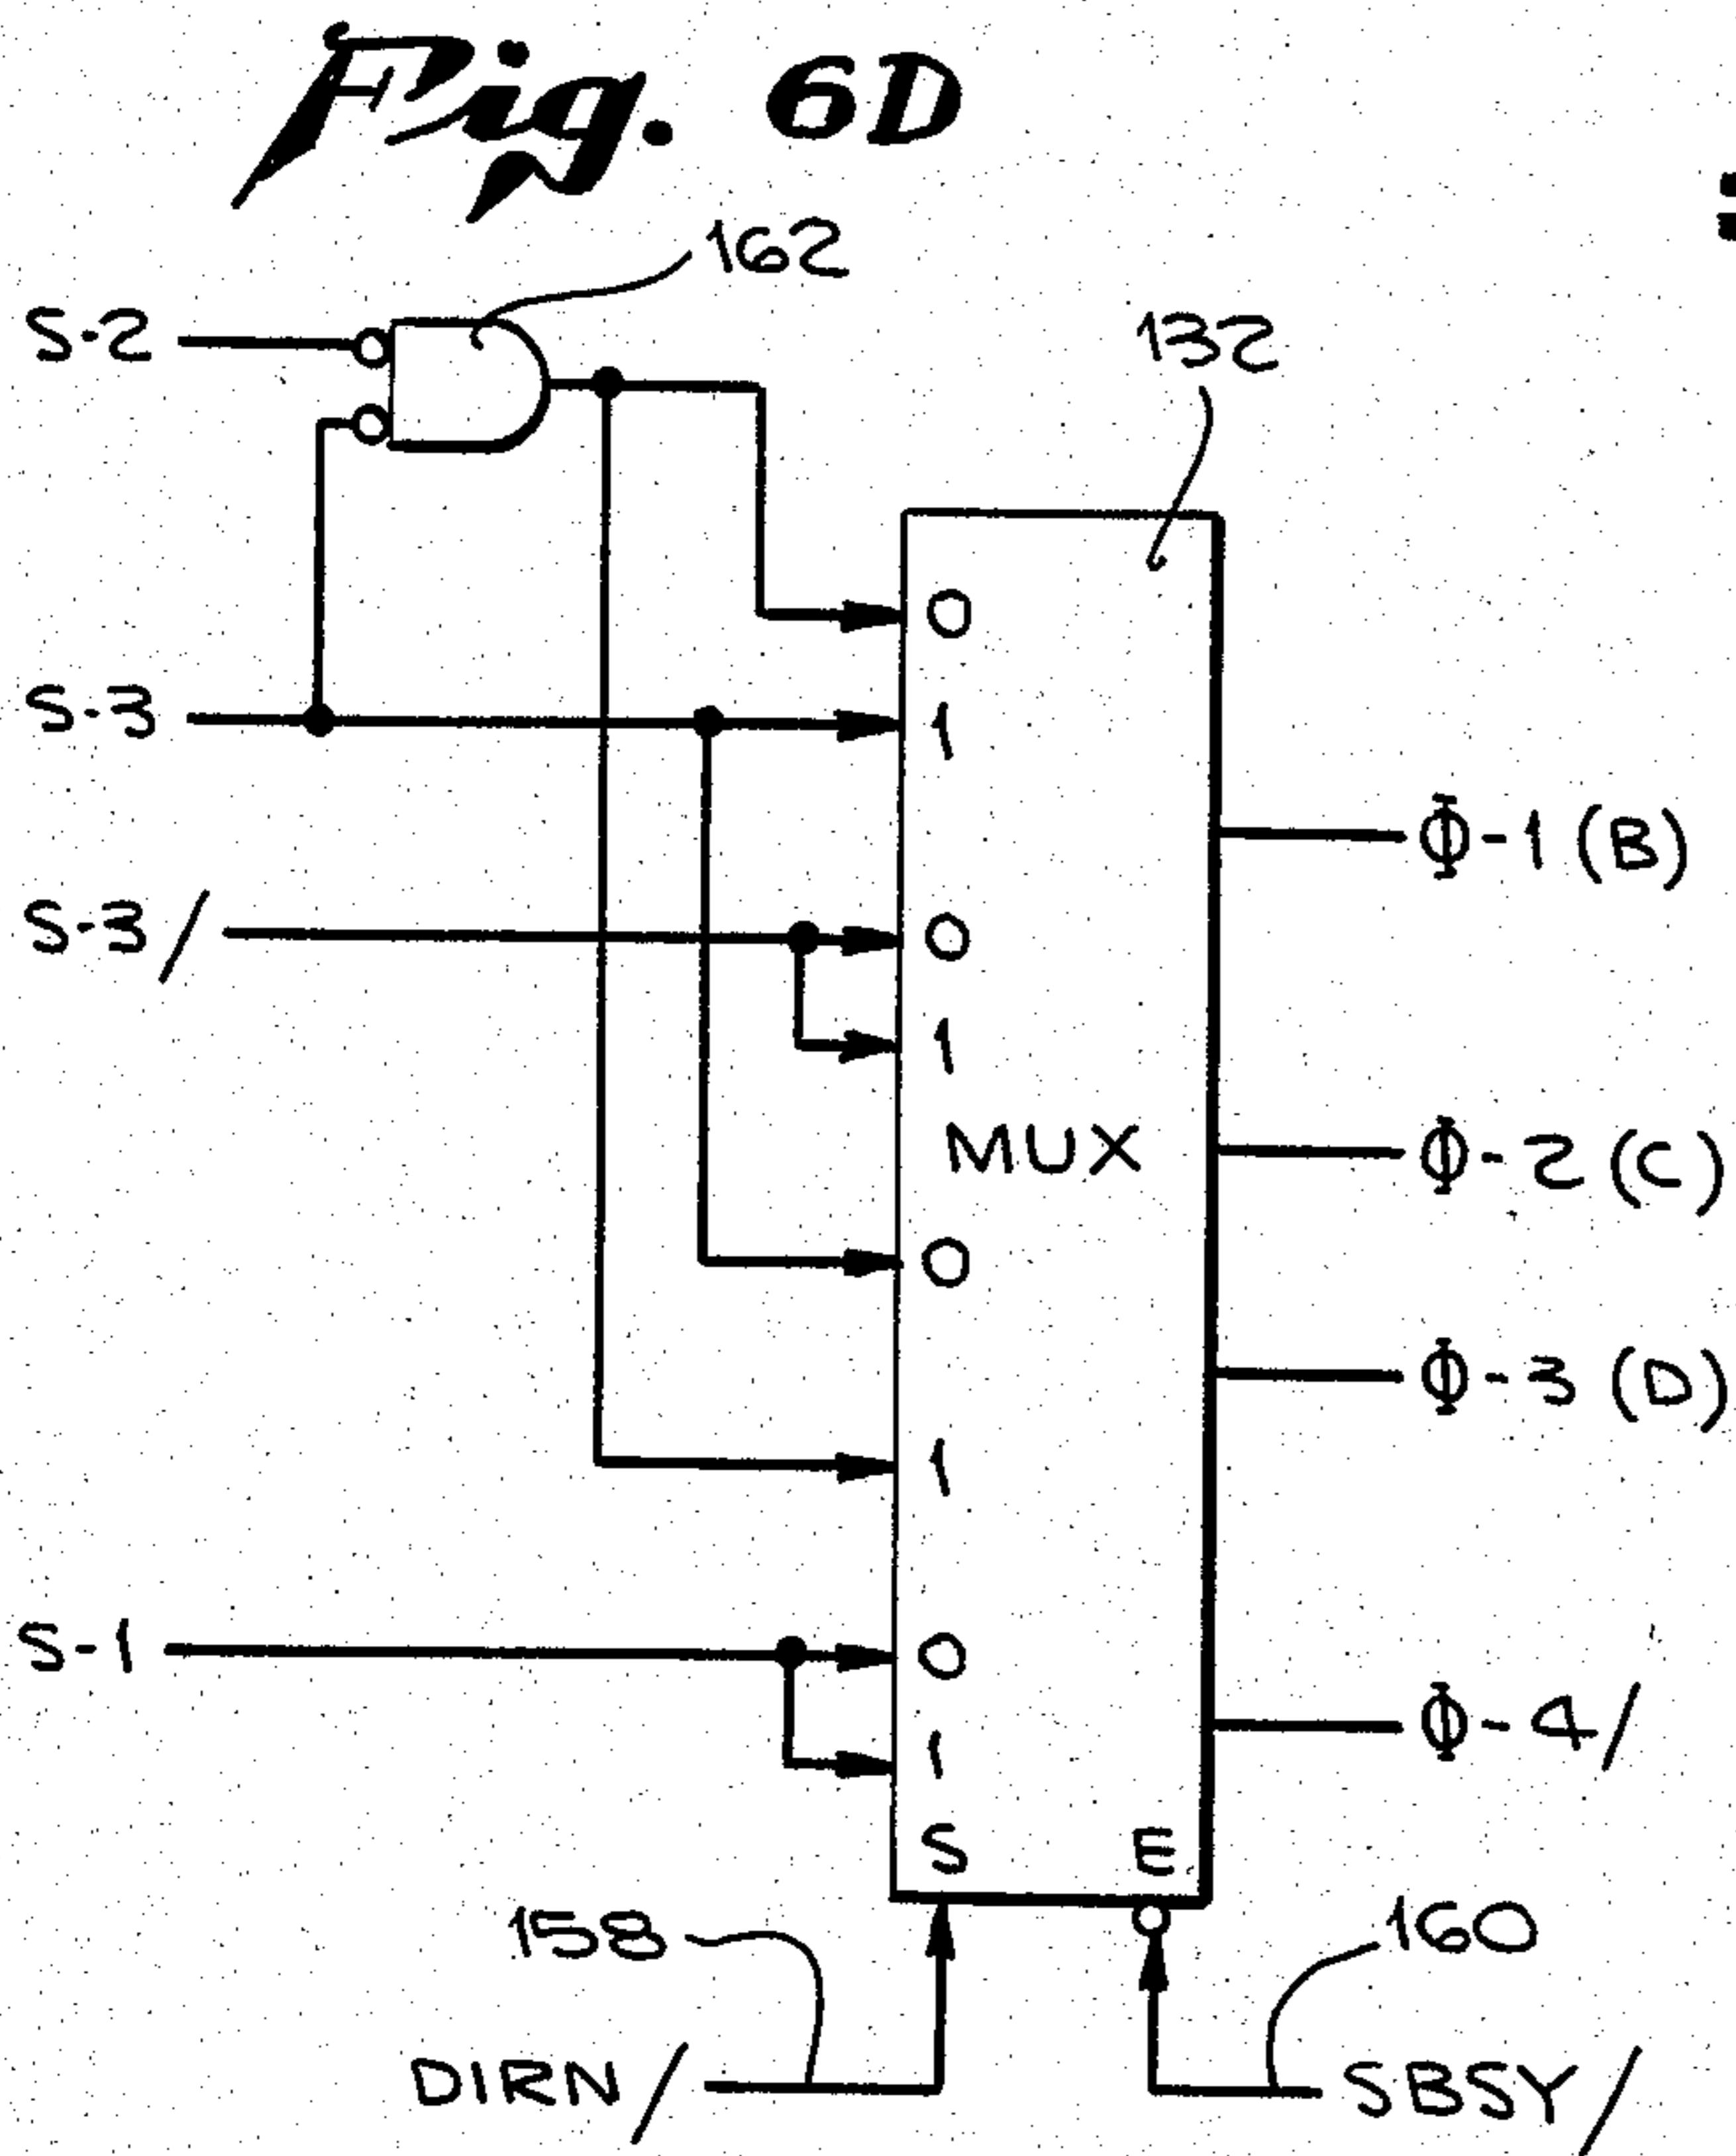 Fig. 6D
162
S-2
132
0
S-3
1
Φ-1 (B)
S-3/
0
1
MUX
Φ-2 (C)
0
Φ-3 (D)
1
S-1
0
Φ-4/
1
S
E
158
160
DIRN/
SBSY/